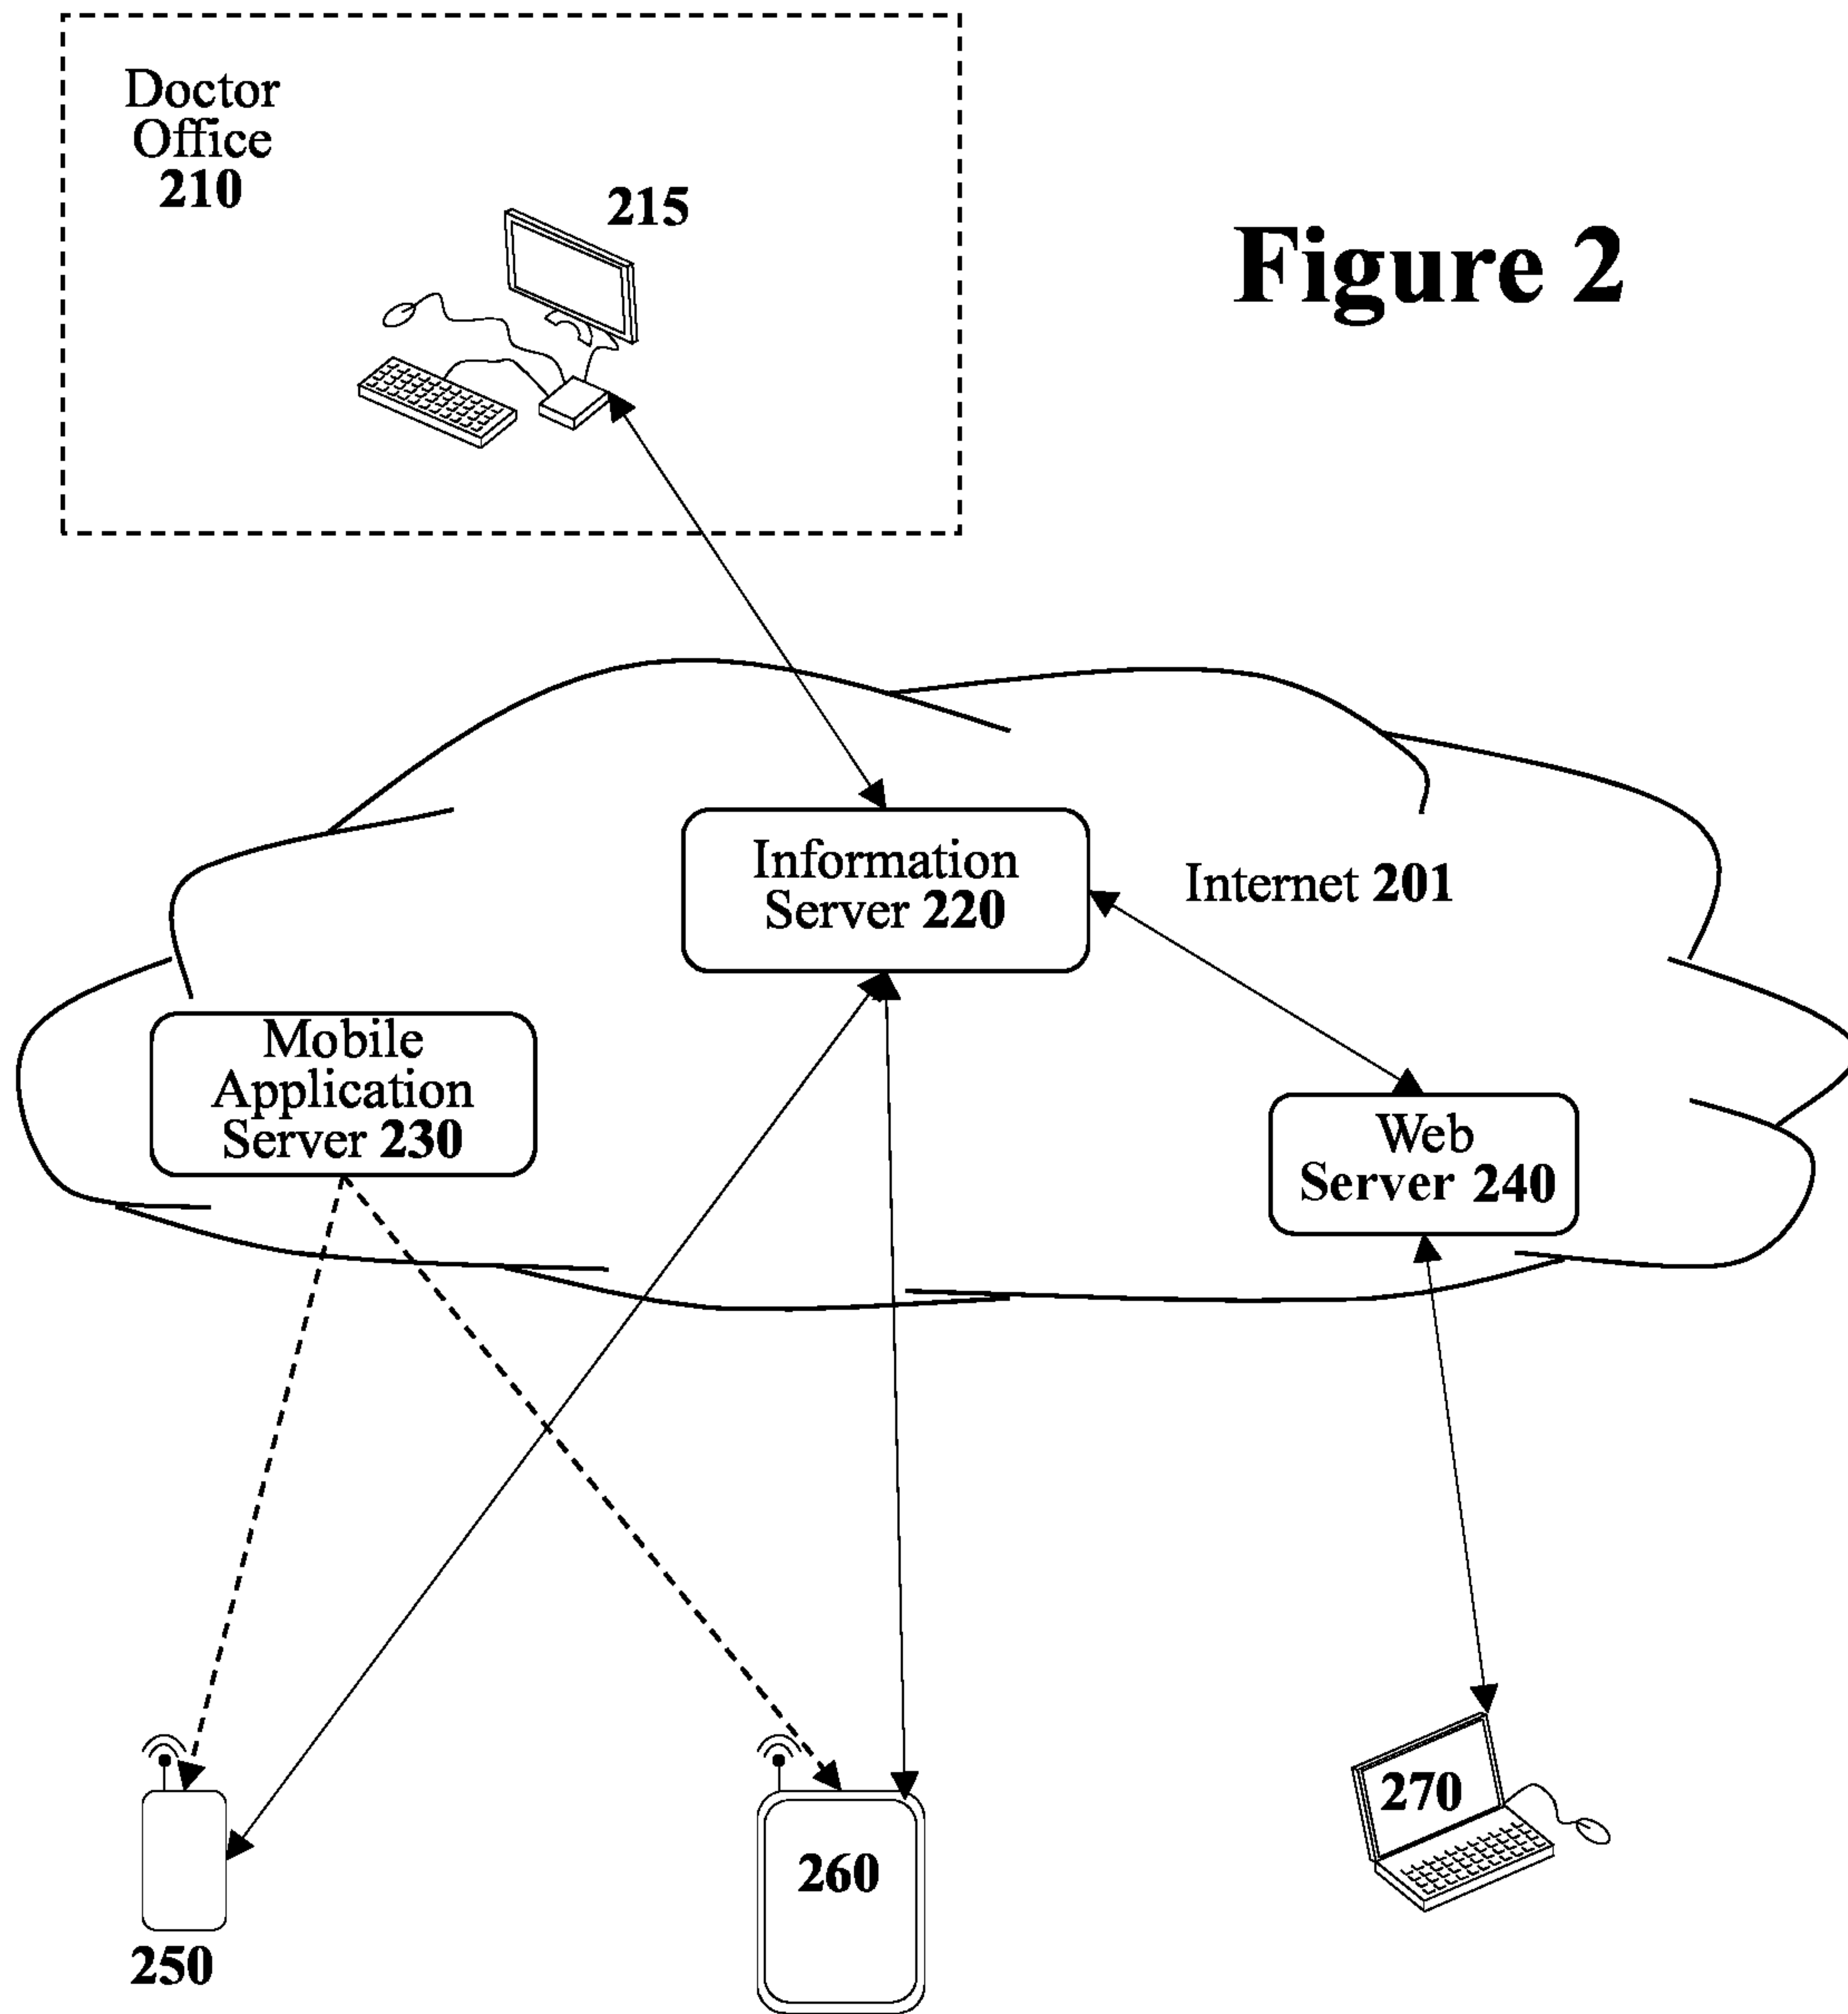 Doctor
Office
210
215
Figure 2
Information
Server 220
Internet 201
Mobile
Application
Server 230
Web
Server 240
270
260
250